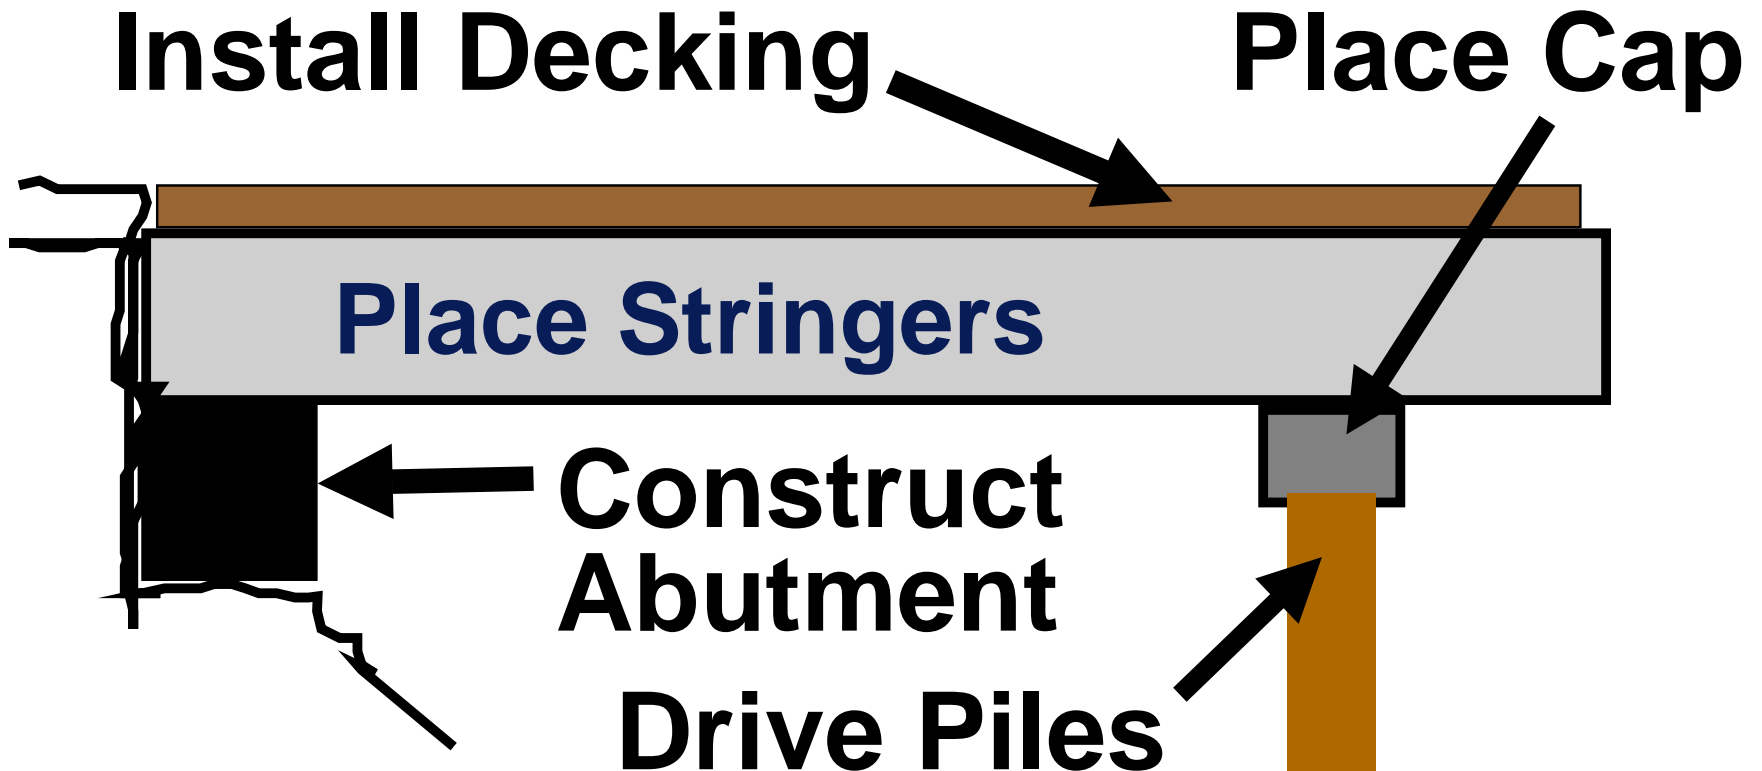 Install Decking
Place Cap
Place Stringers
Construct
Abutment
Drive Piles